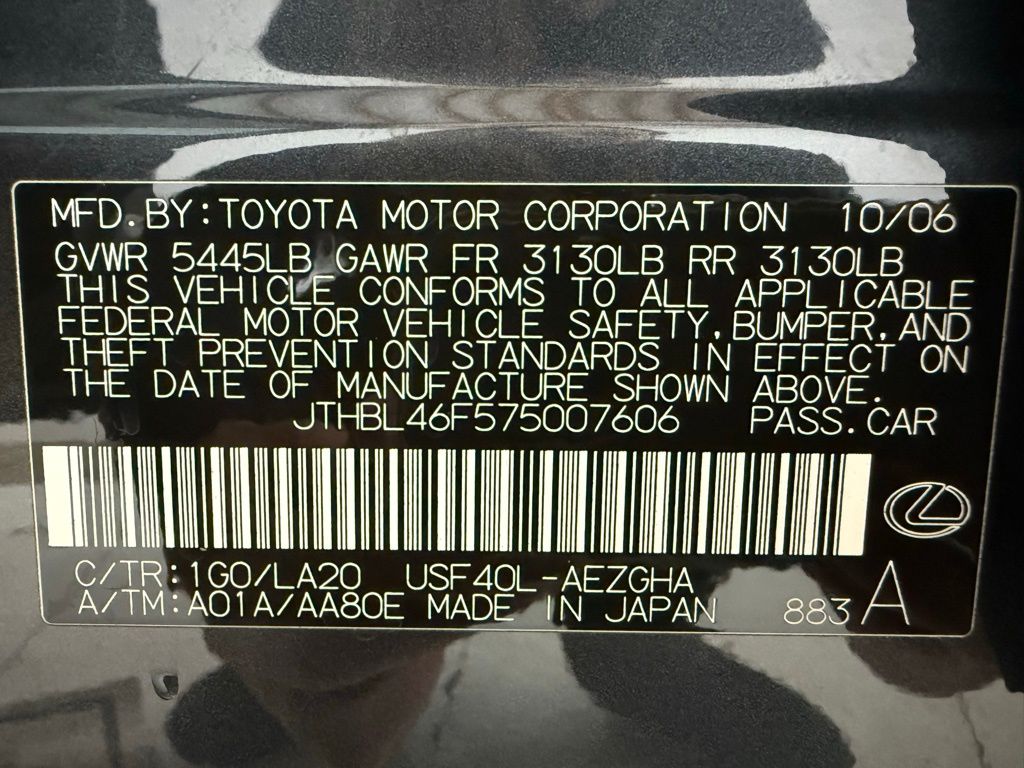 MFD.BY:TOYOTA MOTOR CORPORATION 10/06
GVWR 5445LB GAWR FR 3130LB RR 3130LB
THIS VEHICLE CONFORMS TO ALL APPLICABLE
FEDERAL MOTOR VEHICLE SAFETY,BUMPER,AND
THEFT PREVENTION STANDARDS IN EFFECT ON
THE DATE OF MANUFACTURE SHOWN ABOVE.
JTHBL46F575007606 PASS.CAR
C/TR:1G0/LA20 USF40L-AEZGHA
A/TM:A01A/AA80E MADE IN JAPAN 883 A